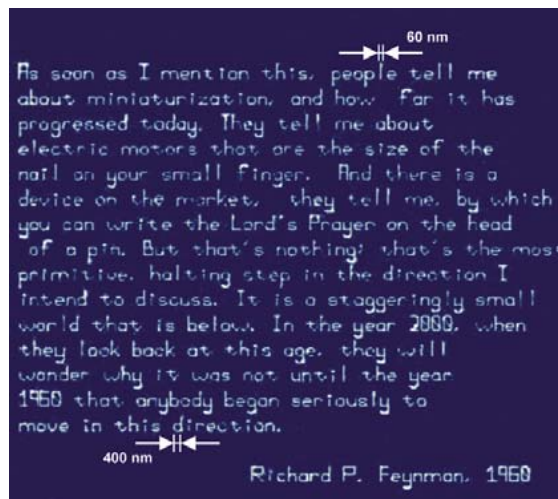 60 nm
As soon as I mention this, people tell me
about miniaturization, and how far it has
progressed today. They tell me about
electric motors that are the size of the
nail on your small finger. And there is a
device on the market, they tell me, by which
you can write the Lord's Prayer on the head
of a pin. But that's nothing; that's the mos
primitive, halting step in the direction I
intend to discuss. It is a staggeringly small
world that is below. In the year 2000, when
they look back at this age, they will
wonder why it was not until the year
1960 that anybody began seriously to
move in this direction.
400 nm
Richard P. Feynman, 1960